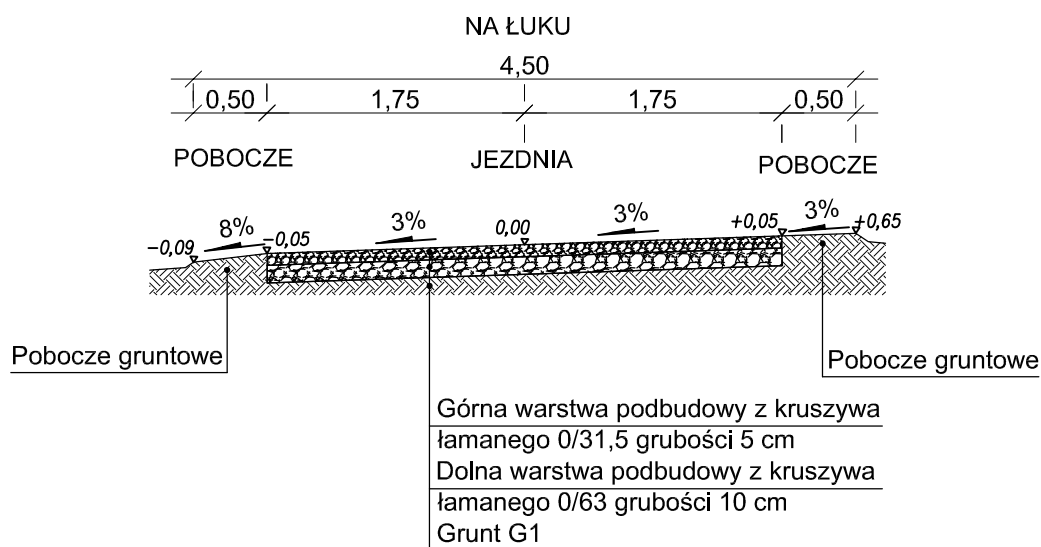 NA ŁUKU
4,50
0,50 1,75 1,75 0,50
POBOCZE JEZDNIA POBOCZE
−0,09 8% −0,05 3% 0,00 3% +0,05 3% +0,65
Pobocze gruntowe Pobocze gruntowe
Górna warstwa podbudowy z kruszywa
łamanego 0/31,5 grubości 5 cm
Dolna warstwa podbudowy z kruszywa
łamanego 0/63 grubości 10 cm
Grunt G1